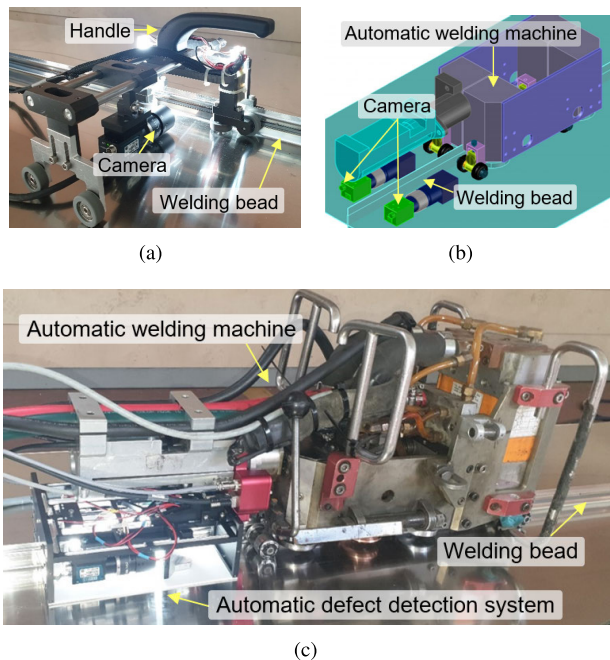 Handle
Camera
Welding bead
(a)
Automatic welding machine
Camera
Welding bead
(b)
Automatic welding machine
Welding bead
Automatic defect detection system
(c)